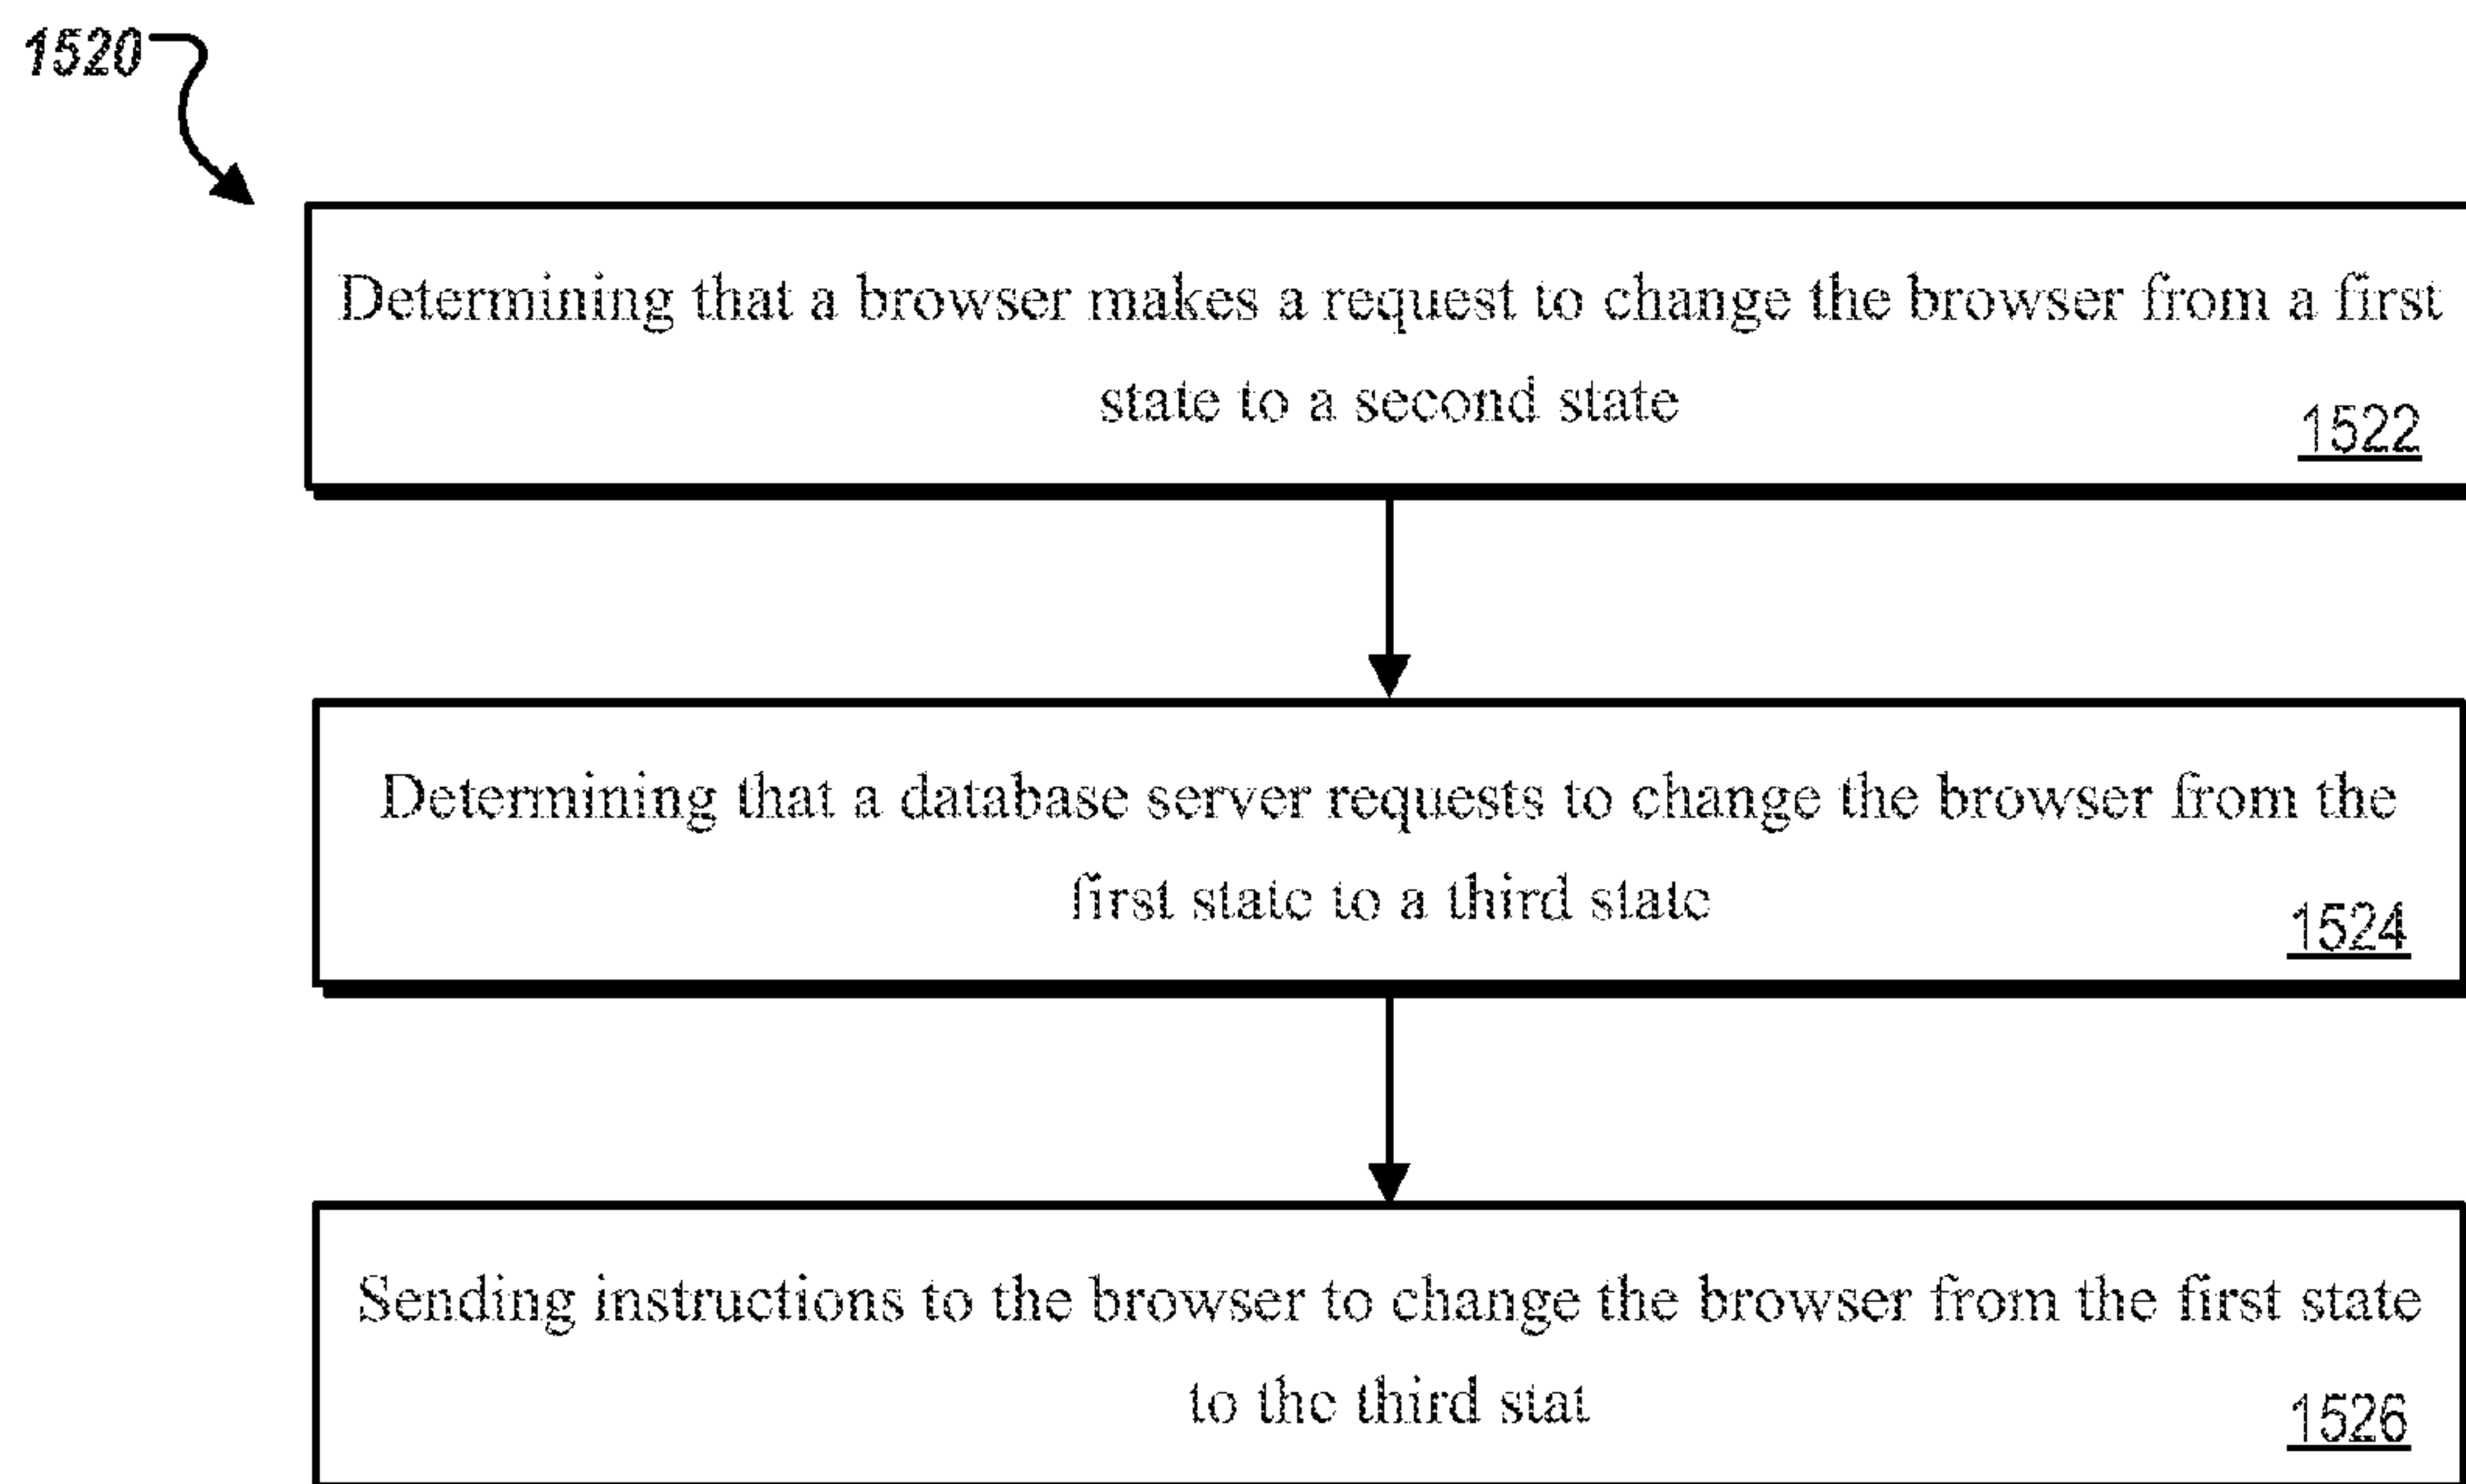 1520
Determining that a browser makes a request to change the browser from a first
state to a second state
1522
Determining that a database server requests to change the browser from the
first state to a third state
1524
Sending instructions to the browser to change the browser from the first state
to the third stat
1526